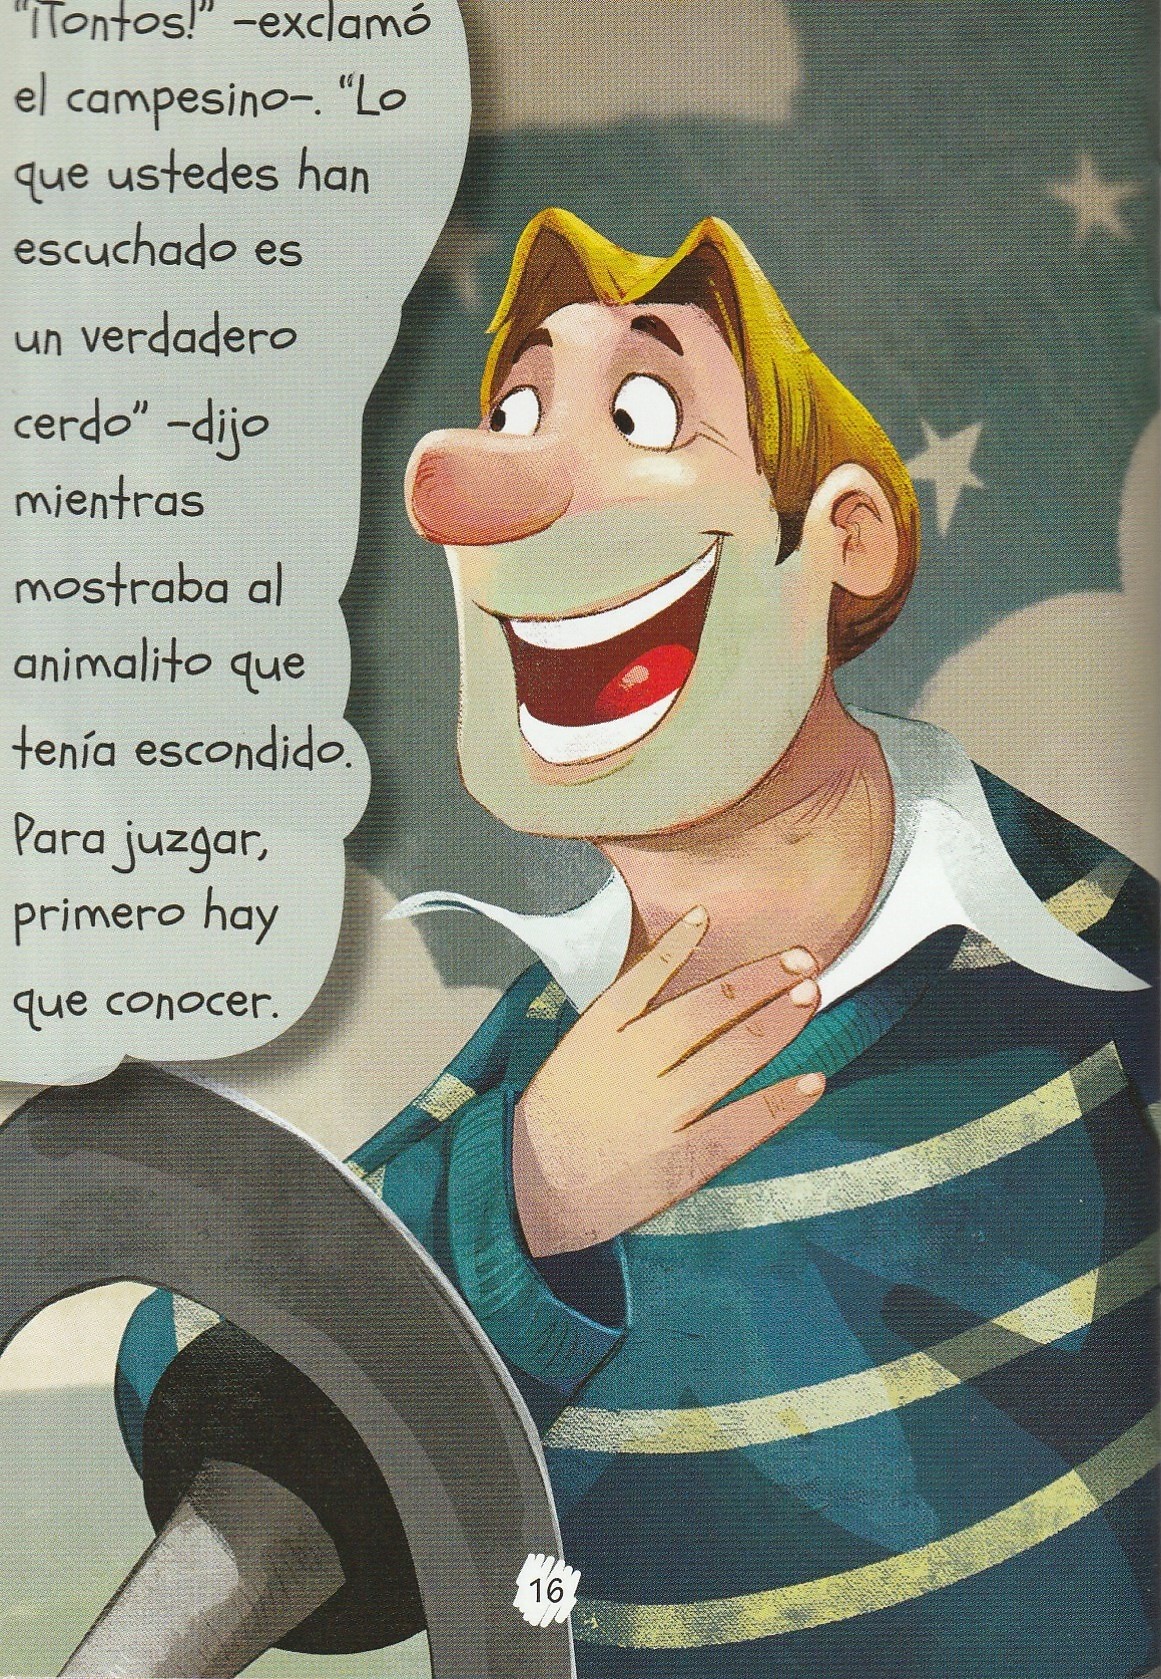 "¡Tontos!" –exclamó
el campesino–. "Lo
que ustedes han
escuchado es
un verdadero
cerdo" –dijo
mientras
mostraba al
animalito que
tenía escondido.
Para juzgar,
primero hay
que conocer.
16